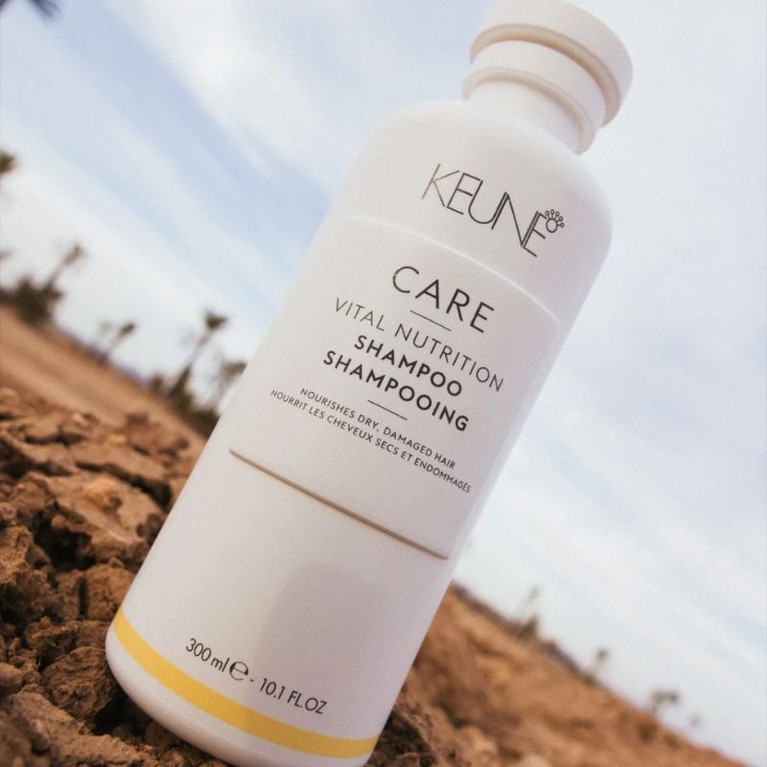 KEUNE
CARE
VITAL NUTRITION
SHAMPOO
SHAMPOOING
NOURISHES DRY, DAMAGED HAIR
NOURRIT LES CHEVEUX SECS ET ENDOMMAGÉS
300 ml ℮ - 10.1 FL.OZ